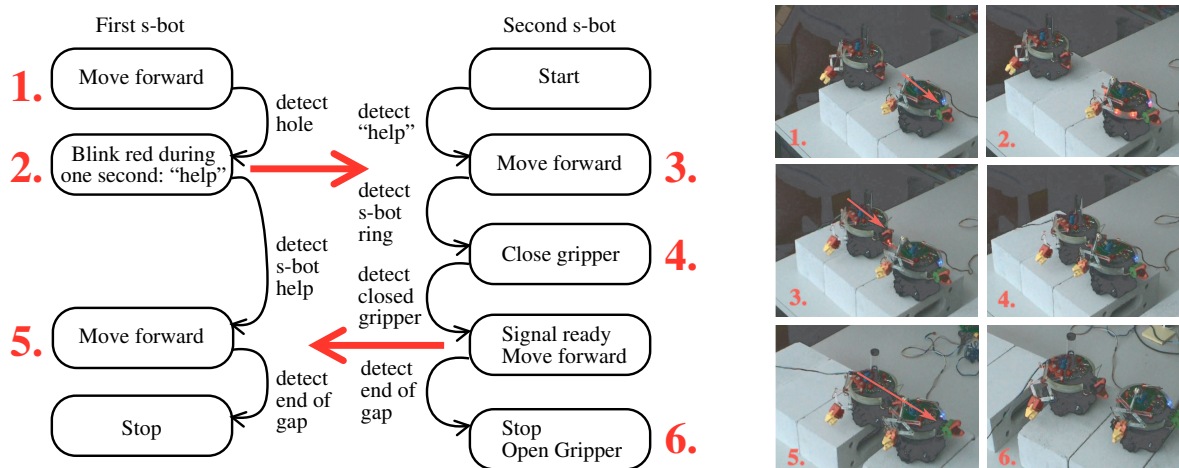 First s-bot
Second s-bot
1.
Move forward
Start
detect
hole
detect
“help”
2.
Blink red during
one second: “help”
Move forward
3.
detect
s-bot
ring
detect
s-bot
help
Close gripper
4.
detect
closed
gripper
5.
Move forward
Signal ready
Move forward
detect
end of
gap
detect
end of
gap
Stop
Stop
Open Gripper
6.
1.
2.
3.
4.
5.
6.